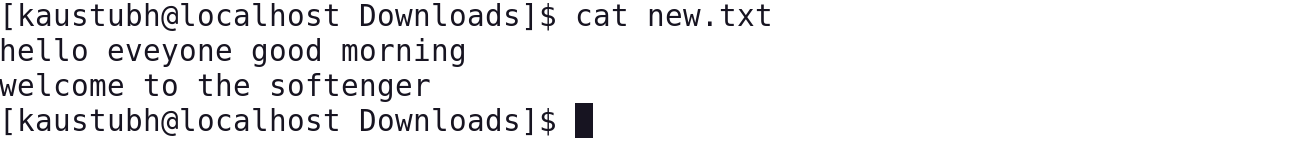 [kaustubh@localhost Downloads]$ cat new.txt
hello eveyone good morning
welcome to the softenger
[kaustubh@localhost Downloads]$